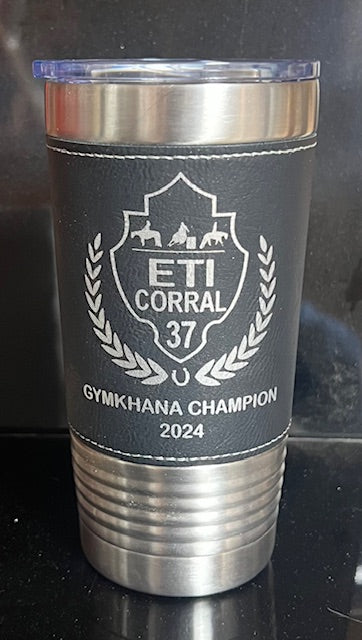 ETI
CORRAL
37
GYMKHANA CHAMPION
2024